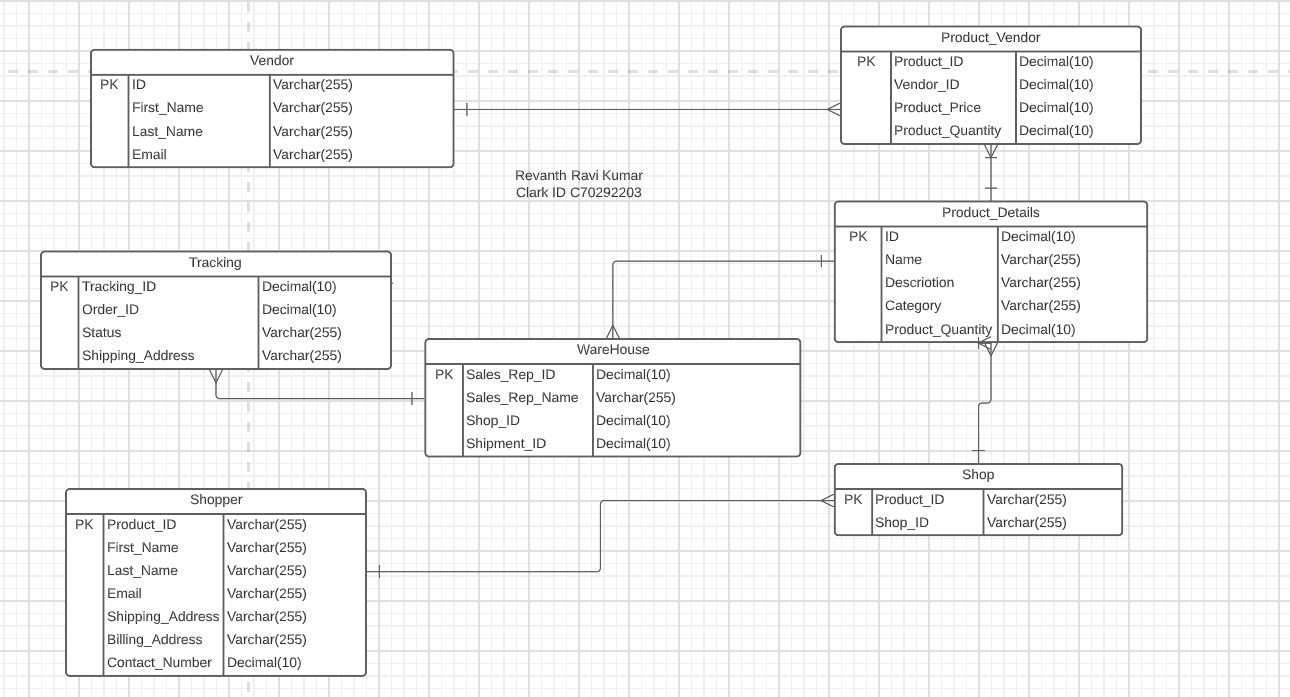 Vendor
PK ID Varchar(255)
First_Name Varchar(255)
Last_Name Varchar(255)
Email Varchar(255)
Product_Vendor
PK Product_ID Decimal(10)
Vendor_ID Decimal(10)
Product_Price Decimal(10)
Product_Quantity Decimal(10)
Revanth Ravi Kumar
Clark ID C70292203
Product_Details
PK ID Decimal(10)
Name Varchar(255)
Descriotion Varchar(255)
Category Varchar(255)
Product_Quantity Decimal(10)
Tracking
PK Tracking_ID Decimal(10)
Order_ID Decimal(10)
Status Varchar(255)
Shipping_Address Varchar(255)
WareHouse
PK Sales_Rep_ID Decimal(10)
Sales_Rep_Name Varchar(255)
Shop_ID Decimal(10)
Shipment_ID Decimal(10)
Shop
PK Product_ID Varchar(255)
Shop_ID Varchar(255)
Shopper
PK Product_ID Varchar(255)
First_Name Varchar(255)
Last_Name Varchar(255)
Email Varchar(255)
Shipping_Address Varchar(255)
Billing_Address Varchar(255)
Contact_Number Decimal(10)